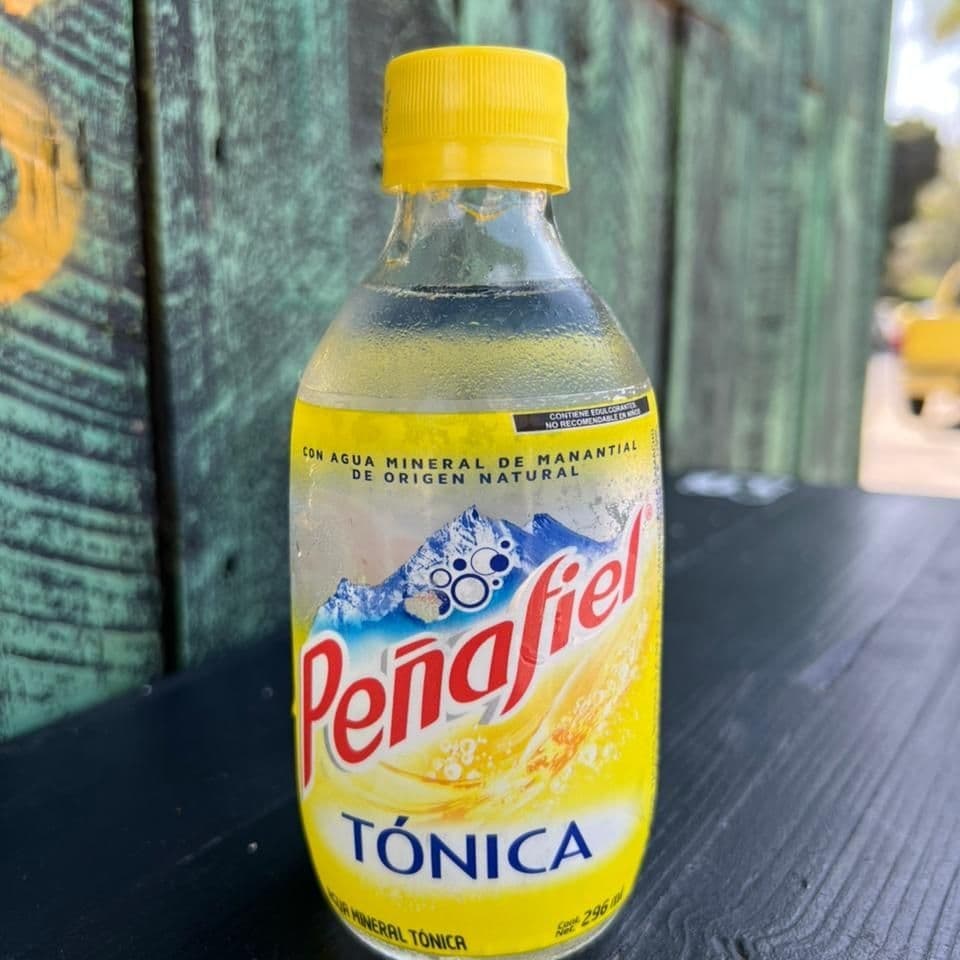 CONTIENE EDULCORANTES,
NO RECOMENDABLE EN NIÑOS
CON AGUA MINERAL DE MANANTIAL
DE ORIGEN NATURAL
Peñafiel
TÓNICA
AGUA MINERAL TÓNICA
Cont.
Net. 296 ml